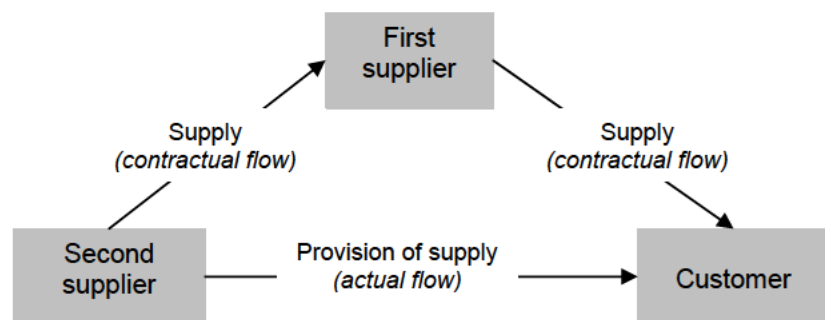 First
supplier
Supply
(contractual flow)
Supply
(contractual flow)
Second
supplier
Provision of supply
(actual flow)
Customer